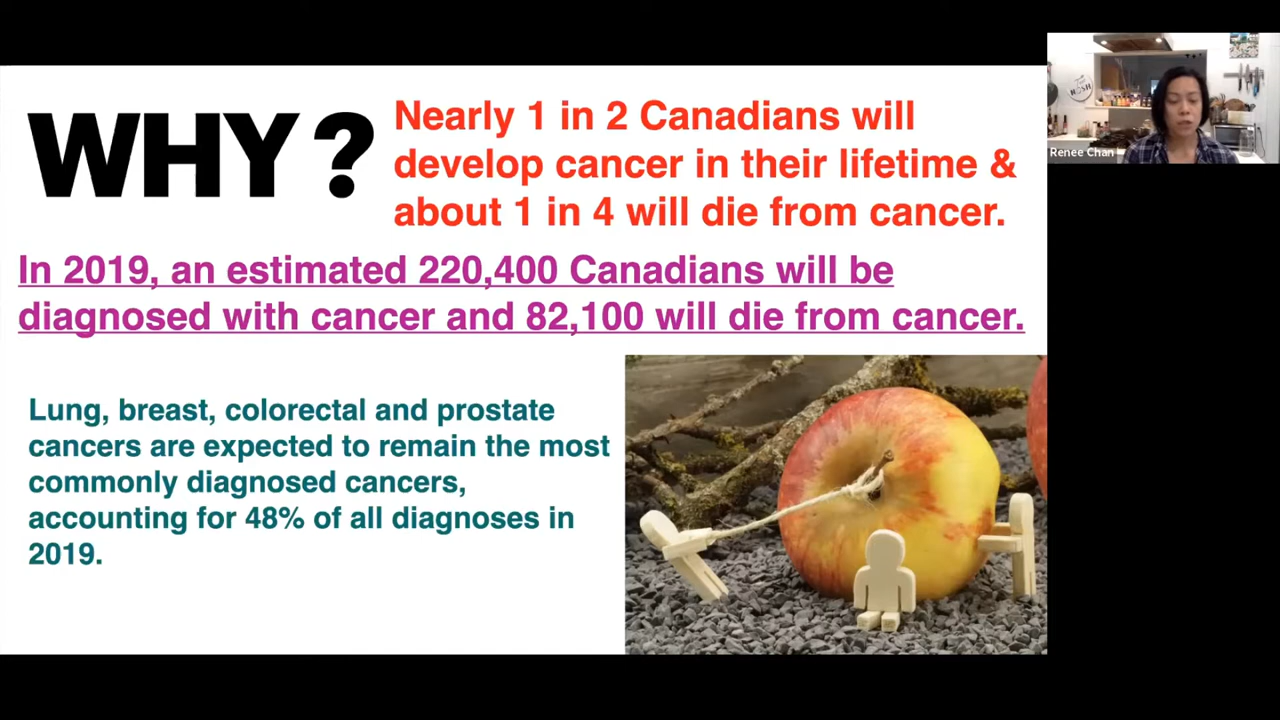 WHY?
Nearly 1 in 2 Canadians will
develop cancer in their lifetime &
about 1 in 4 will die from cancer.
In 2019, an estimated 220,400 Canadians will be
diagnosed with cancer and 82,100 will die from cancer.
Lung, breast, colorectal and prostate
cancers are expected to remain the most
commonly diagnosed cancers,
accounting for 48% of all diagnoses in
2019.
Renee Chan